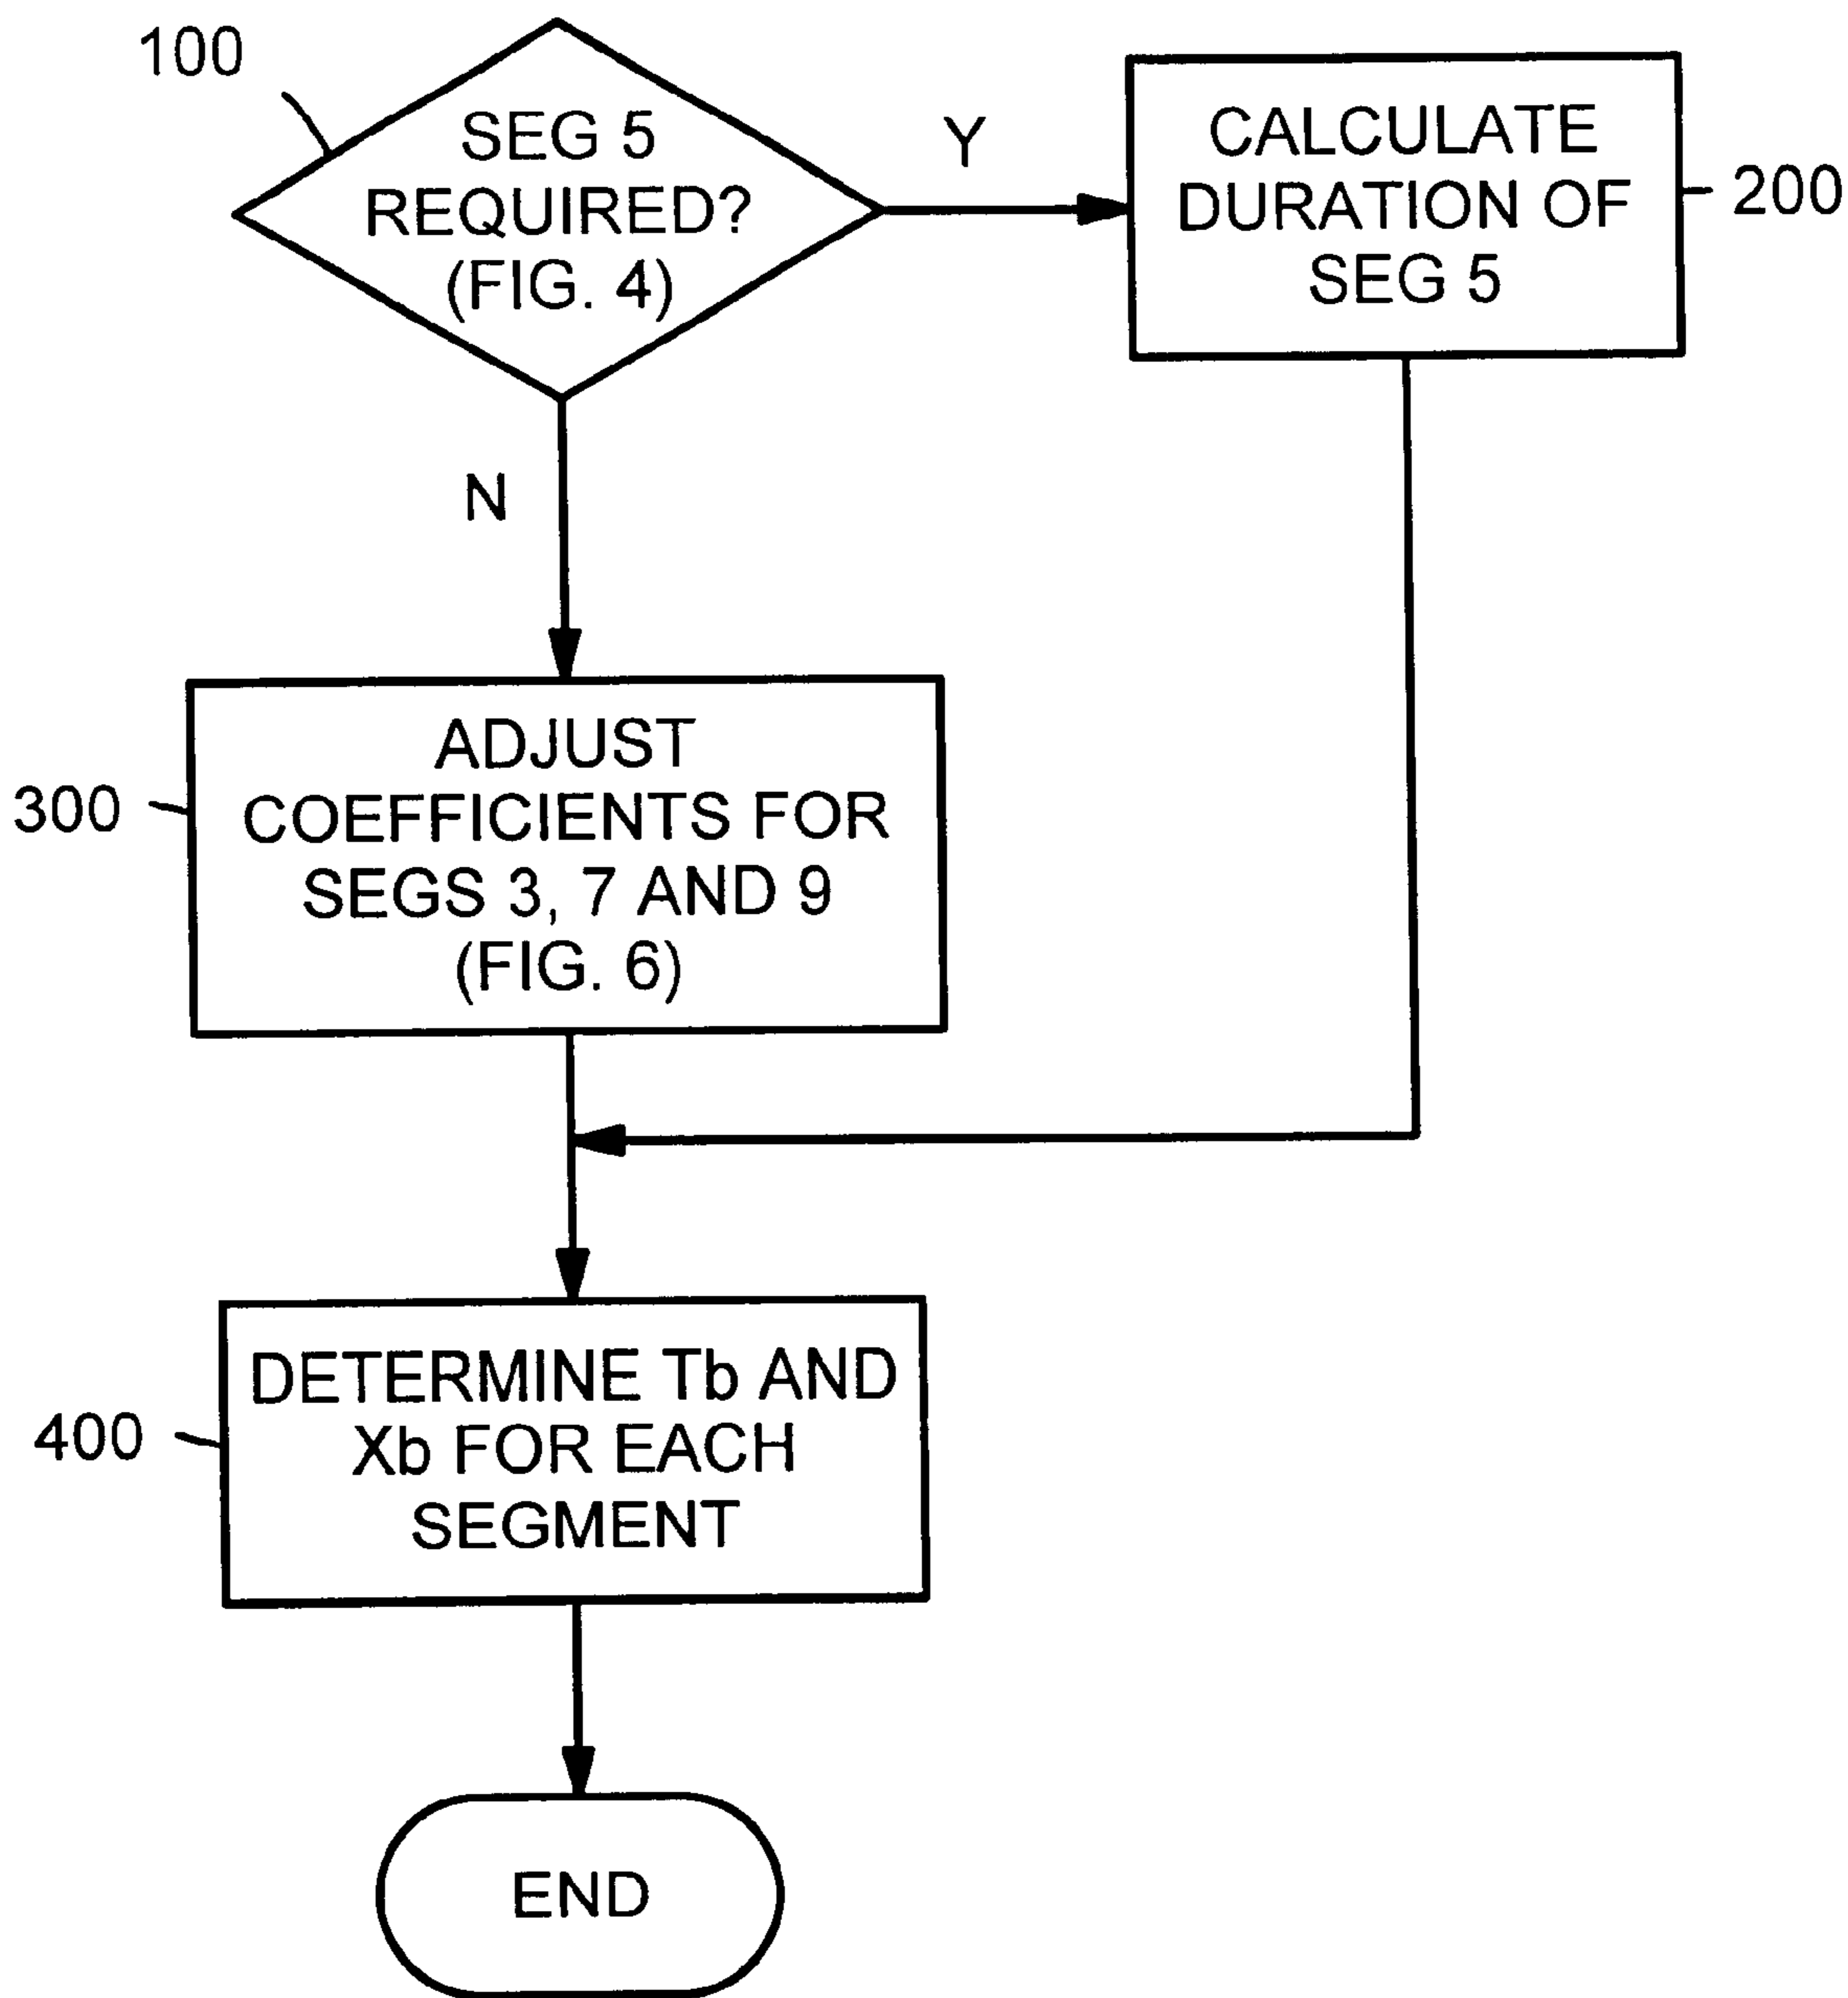 100
SEG 5
REQUIRED?
(FIG. 4)
Y
CALCULATE
DURATION OF
SEG 5
200
N
300
ADJUST
COEFFICIENTS FOR
SEGS 3, 7 AND 9
(FIG. 6)
400
DETERMINE Tb AND
Xb FOR EACH
SEGMENT
END